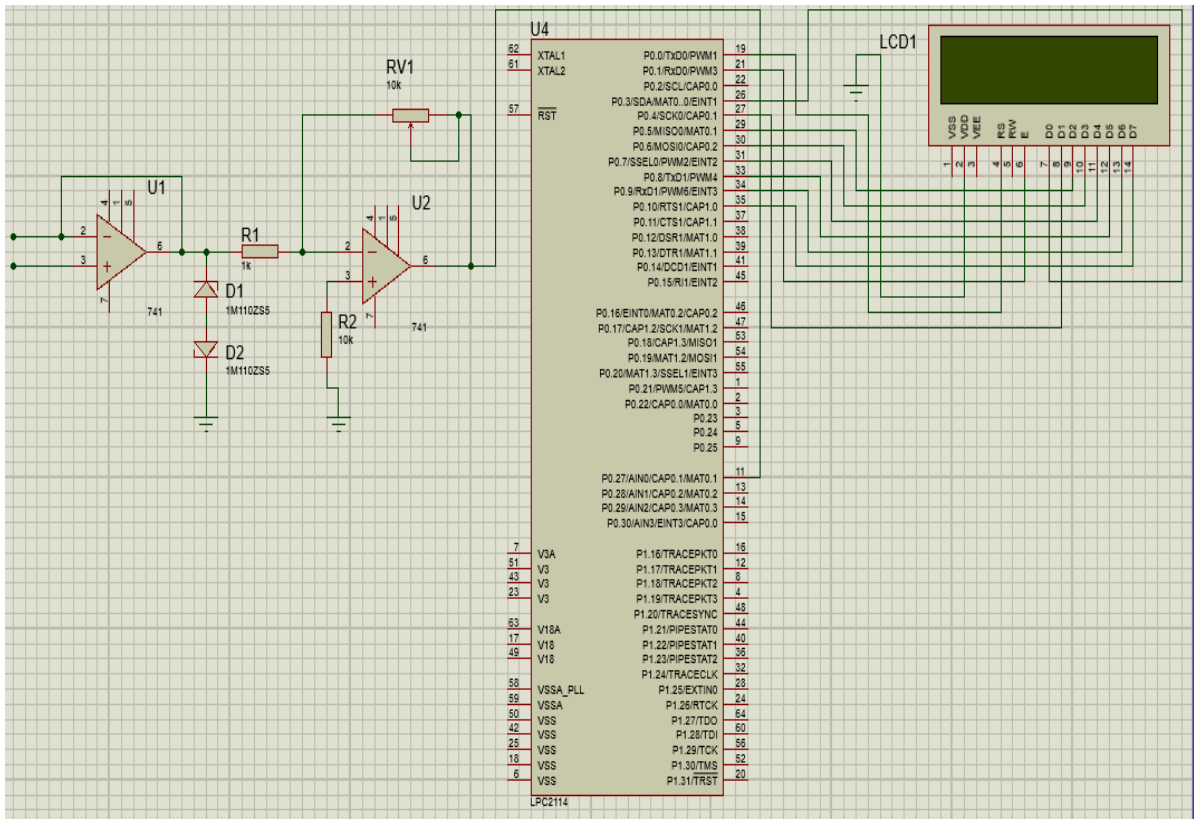 U1
2
3
4
1
5
6
7
741
R1
1k
D1
1M110ZS5
D2
1M110ZS5
RV1
10k
U2
2
3
4
1
5
6
7
741
R2
10k
U4
62 XTAL1
61 XTAL2
57 RST
7 V3A
51 V3
43 V3
23 V3
63 V18A
17 V18
49 V18
58 VSSA_PLL
59 VSSA
50 VSS
42 VSS
25 VSS
18 VSS
6 VSS
P0.0/TxD0/PWM1 19
P0.1/RxD0/PWM3 21
P0.2/SCL/CAP0.0 22
P0.3/SDA/MAT0..0/EINT1 26
P0.4/SCK0/CAP0.1 27
P0.5/MISO0/MAT0.1 29
P0.6/MOSI0/CAP0.2 30
P0.7/SSEL0/PWM2/EINT2 31
P0.8/TxD1/PWM4 33
P0.9/RxD1/PWM6/EINT3 34
P0.10/RTS1/CAP1.0 35
P0.11/CTS1/CAP1.1 37
P0.12/DSR1/MAT1.0 38
P0.13/DTR1/MAT1.1 39
P0.14/DCD1/EINT1 41
P0.15/RI1/EINT2 45
P0.16/EINT0/MAT0.2/CAP0.2 46
P0.17/CAP1.2/SCK1/MAT1.2 47
P0.18/CAP1.3/MISO1 53
P0.19/MAT1.2/MOSI1 54
P0.20/MAT1.3/SSEL1/EINT3 55
P0.21/PWM5/CAP1.3 1
P0.22/CAP0.0/MAT0.0 2
P0.23 3
P0.24 5
P0.25 9
P0.27/AIN0/CAP0.1/MAT0.1 11
P0.28/AIN1/CAP0.2/MAT0.2 13
P0.29/AIN2/CAP0.3/MAT0.3 14
P0.30/AIN3/EINT3/CAP0.0 15
P1.16/TRACEPKT0 16
P1.17/TRACEPKT1 12
P1.18/TRACEPKT2 8
P1.19/TRACEPKT3 4
P1.20/TRACESYNC 48
P1.21/PIPESTAT0 44
P1.22/PIPESTAT1 40
P1.23/PIPESTAT2 36
P1.24/TRACECLK 32
P1.25/EXTIN0 28
P1.26/RTCK 24
P1.27/TDO 64
P1.28/TDI 60
P1.29/TCK 56
P1.30/TMS 52
P1.31/TRST 20
LPC2114
LCD1
VSS VDD VEE RS RW E D0 D1 D2 D3 D4 D5 D6 D7
1 2 3 4 5 6 7 8 9 10 11 12 13 14